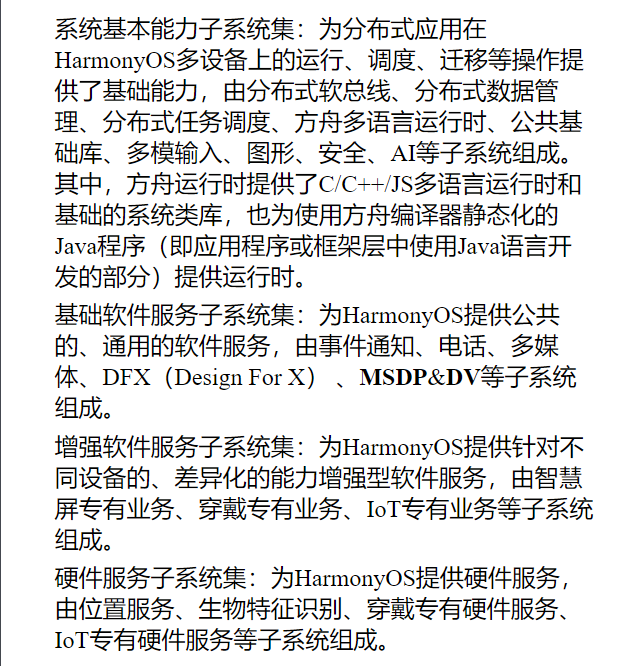 系统基本能力子系统集：为分布式应用在
HarmonyOS多设备上的运行、调度、迁移等操作提
供了基础能力，由分布式软总线、分布式数据管
理、分布式任务调度、方舟多语言运行时、公共基
础库、多模输入、图形、安全、AI等子系统组成。
其中，方舟运行时提供了C/C++/JS多语言运行时和
基础的系统类库，也为使用方舟编译器静态化的
Java程序（即应用程序或框架层中使用Java语言开
发的部分）提供运行时。
基础软件服务子系统集：为HarmonyOS提供公共
的、通用的软件服务，由事件通知、电话、多媒
体、DFX（Design For X） 、MSDP&DV等子系统
组成。
增强软件服务子系统集：为HarmonyOS提供针对不
同设备的、差异化的能力增强型软件服务，由智慧
屏专有业务、穿戴专有业务、IoT专有业务等子系统
组成。
硬件服务子系统集：为HarmonyOS提供硬件服务，
由位置服务、生物特征识别、穿戴专有硬件服务、
IoT专有硬件服务等子系统组成。